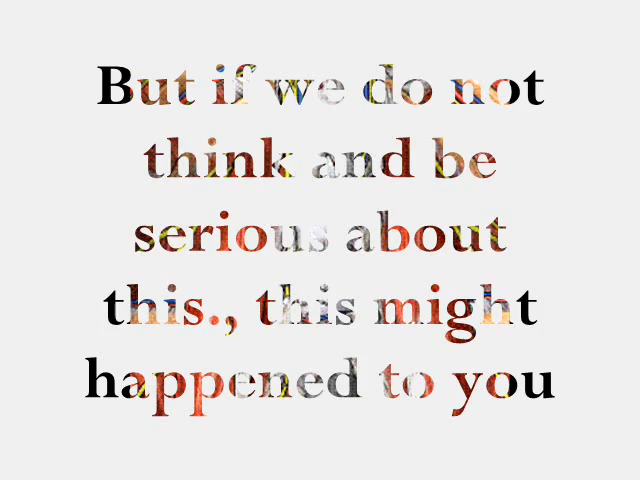 But if we do not
think and be
serious about
this., this might
happened to you